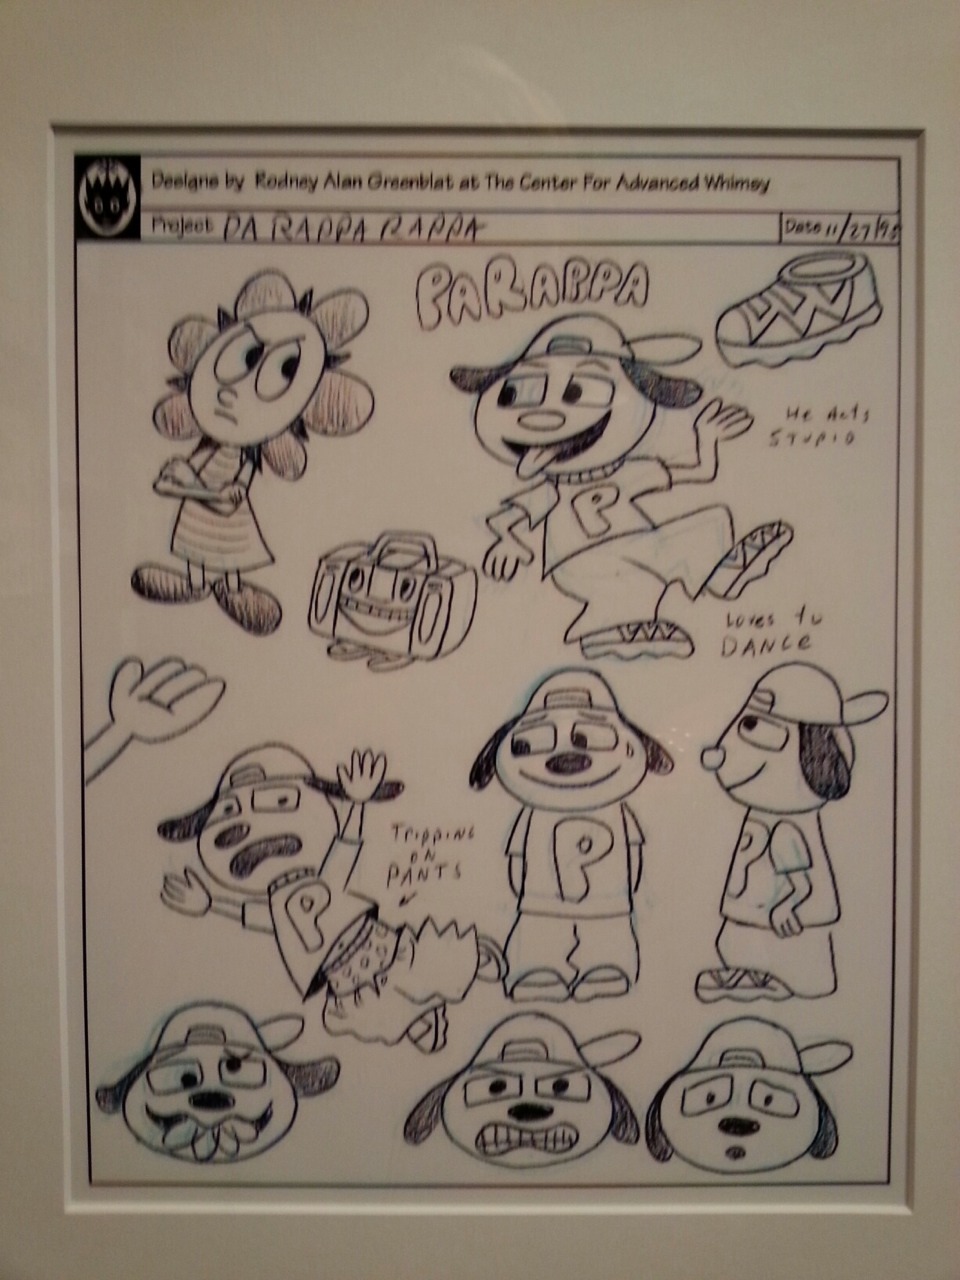 Designs by Rodney Alan Greenblat at The Center For Advanced Whimsy
Project PA RAPPA RAPPA
Date 11/27/95
PARAPPA
He Acts
STUPID
P
Loves to
DANCE
TRIPPING
ON
PANTS
P
P
P